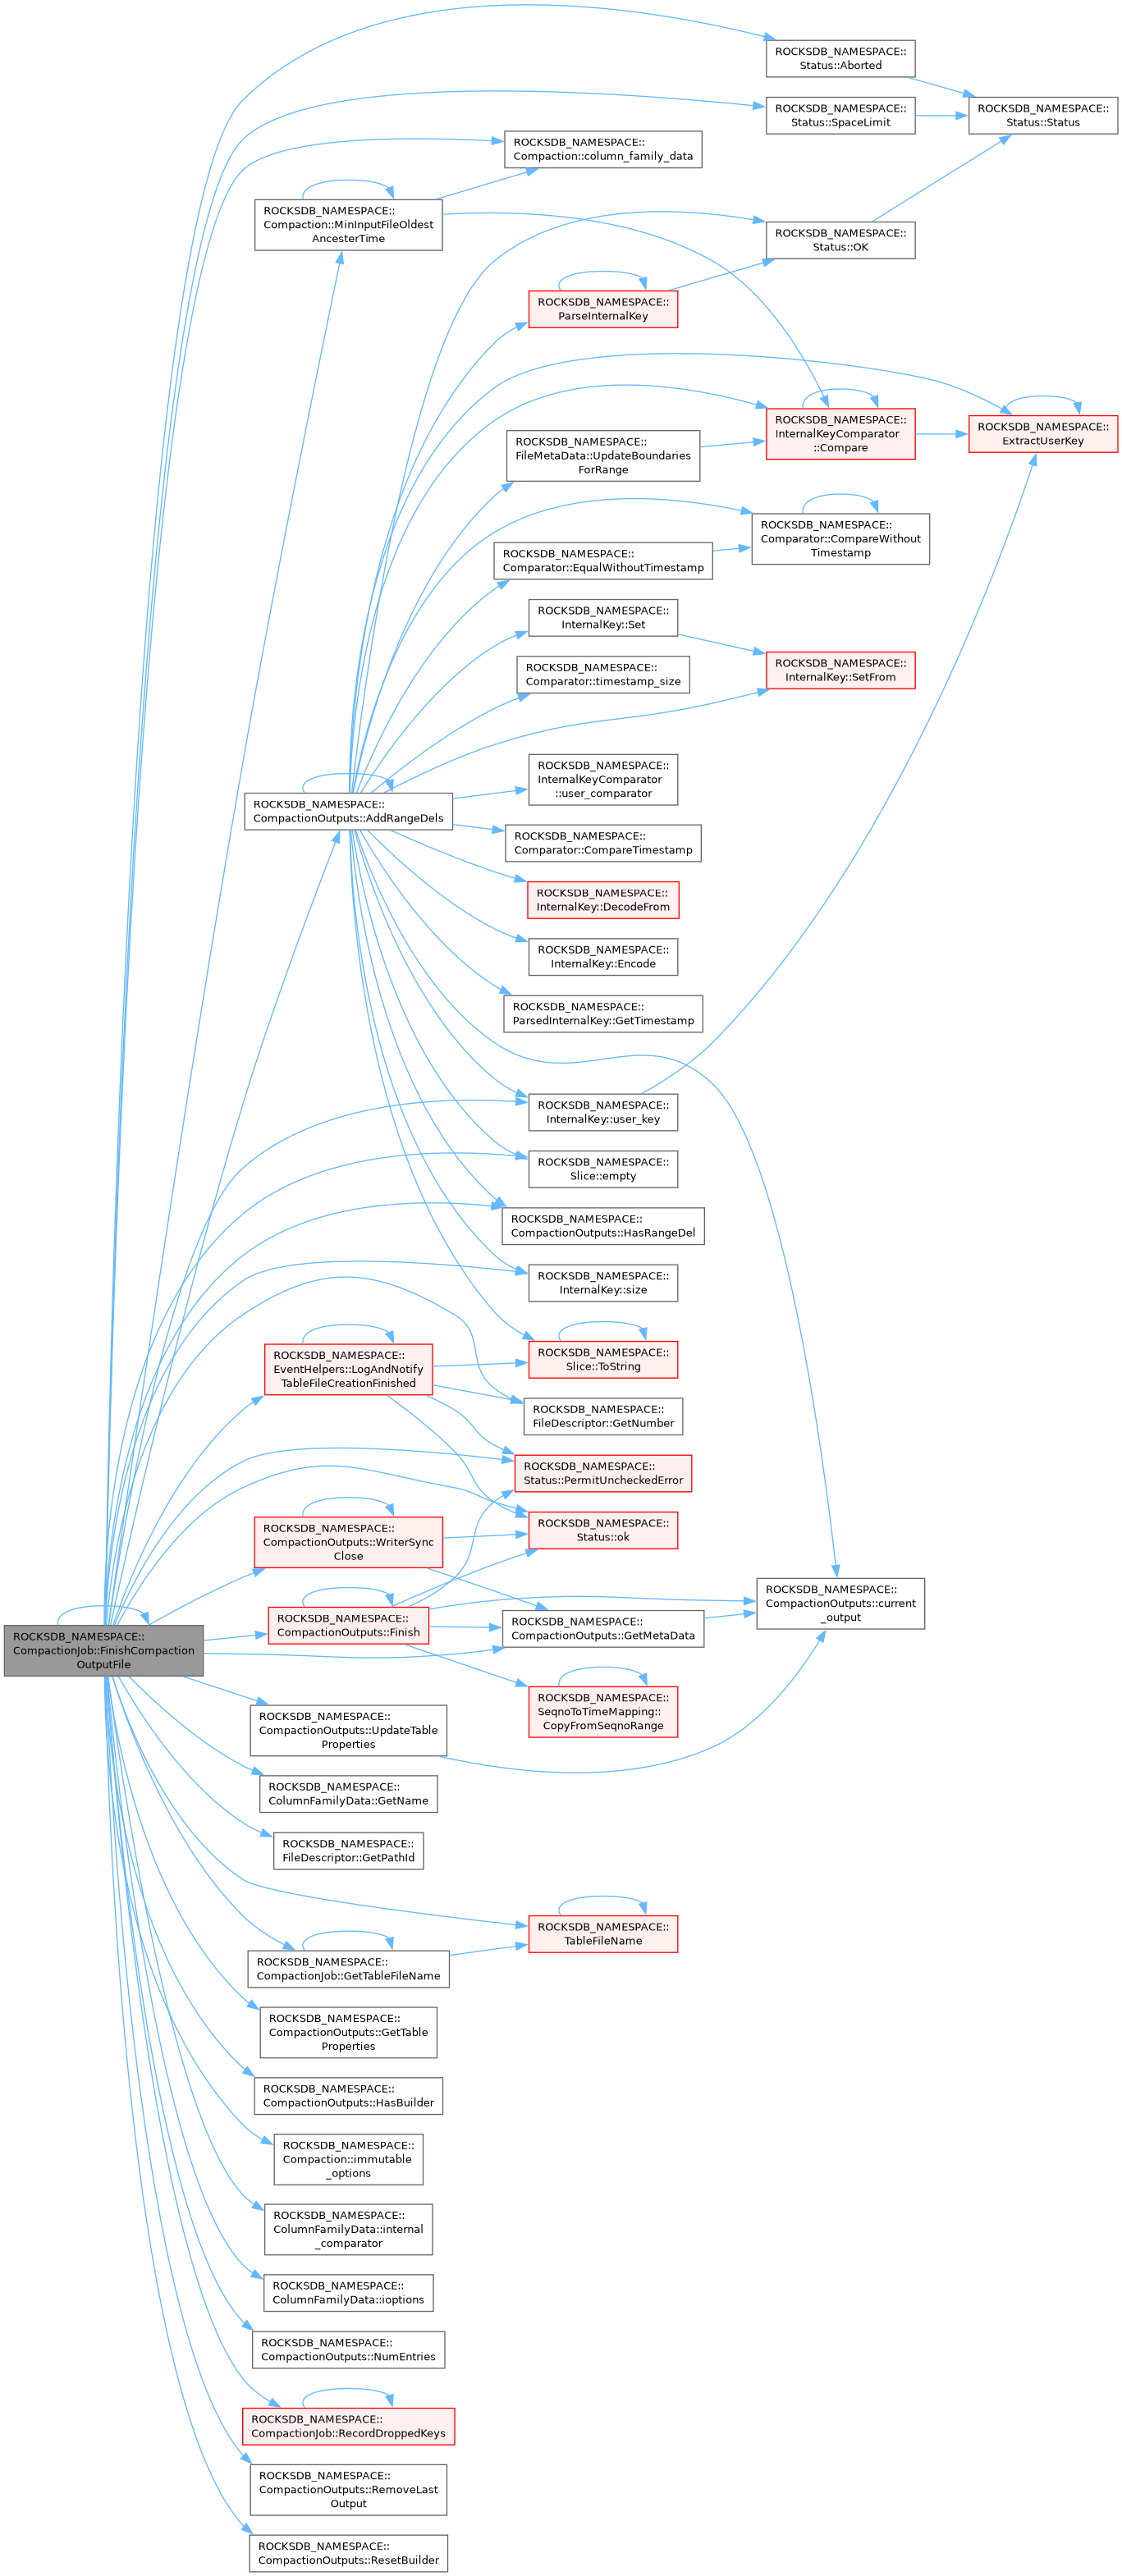 ROCKSDB_NAMESPACE::
Status::Aborted
ROCKSDB_NAMESPACE::
Status::SpaceLimit
ROCKSDB_NAMESPACE::
Status::Status
ROCKSDB_NAMESPACE::
Compaction::column_family_data
ROCKSDB_NAMESPACE::
Compaction::MinInputFileOldest
AncesterTime
ROCKSDB_NAMESPACE::
Status::OK
ROCKSDB_NAMESPACE::
ParseInternalKey
ROCKSDB_NAMESPACE::
InternalKeyComparator
::Compare
ROCKSDB_NAMESPACE::
ExtractUserKey
ROCKSDB_NAMESPACE::
FileMetaData::UpdateBoundaries
ForRange
ROCKSDB_NAMESPACE::
Comparator::CompareWithout
Timestamp
ROCKSDB_NAMESPACE::
Comparator::EqualWithoutTimestamp
ROCKSDB_NAMESPACE::
InternalKey::Set
ROCKSDB_NAMESPACE::
Comparator::timestamp_size
ROCKSDB_NAMESPACE::
InternalKey::SetFrom
ROCKSDB_NAMESPACE::
InternalKeyComparator
::user_comparator
ROCKSDB_NAMESPACE::
CompactionOutputs::AddRangeDels
ROCKSDB_NAMESPACE::
Comparator::CompareTimestamp
ROCKSDB_NAMESPACE::
InternalKey::DecodeFrom
ROCKSDB_NAMESPACE::
InternalKey::Encode
ROCKSDB_NAMESPACE::
ParsedInternalKey::GetTimestamp
ROCKSDB_NAMESPACE::
InternalKey::user_key
ROCKSDB_NAMESPACE::
Slice::empty
ROCKSDB_NAMESPACE::
CompactionOutputs::HasRangeDel
ROCKSDB_NAMESPACE::
InternalKey::size
ROCKSDB_NAMESPACE::
EventHelpers::LogAndNotify
TableFileCreationFinished
ROCKSDB_NAMESPACE::
Slice::ToString
ROCKSDB_NAMESPACE::
FileDescriptor::GetNumber
ROCKSDB_NAMESPACE::
Status::PermitUncheckedError
ROCKSDB_NAMESPACE::
CompactionOutputs::WriterSync
Close
ROCKSDB_NAMESPACE::
Status::ok
ROCKSDB_NAMESPACE::
CompactionOutputs::current
_output
ROCKSDB_NAMESPACE::
CompactionOutputs::Finish
ROCKSDB_NAMESPACE::
CompactionOutputs::GetMetaData
ROCKSDB_NAMESPACE::
CompactionJob::FinishCompaction
OutputFile
ROCKSDB_NAMESPACE::
SeqnoToTimeMapping::
CopyFromSeqnoRange
ROCKSDB_NAMESPACE::
CompactionOutputs::UpdateTable
Properties
ROCKSDB_NAMESPACE::
ColumnFamilyData::GetName
ROCKSDB_NAMESPACE::
FileDescriptor::GetPathId
ROCKSDB_NAMESPACE::
TableFileName
ROCKSDB_NAMESPACE::
CompactionJob::GetTableFileName
ROCKSDB_NAMESPACE::
CompactionOutputs::GetTable
Properties
ROCKSDB_NAMESPACE::
CompactionOutputs::HasBuilder
ROCKSDB_NAMESPACE::
Compaction::immutable
_options
ROCKSDB_NAMESPACE::
ColumnFamilyData::internal
_comparator
ROCKSDB_NAMESPACE::
ColumnFamilyData::ioptions
ROCKSDB_NAMESPACE::
CompactionOutputs::NumEntries
ROCKSDB_NAMESPACE::
CompactionJob::RecordDroppedKeys
ROCKSDB_NAMESPACE::
CompactionOutputs::RemoveLast
Output
ROCKSDB_NAMESPACE::
CompactionOutputs::ResetBuilder